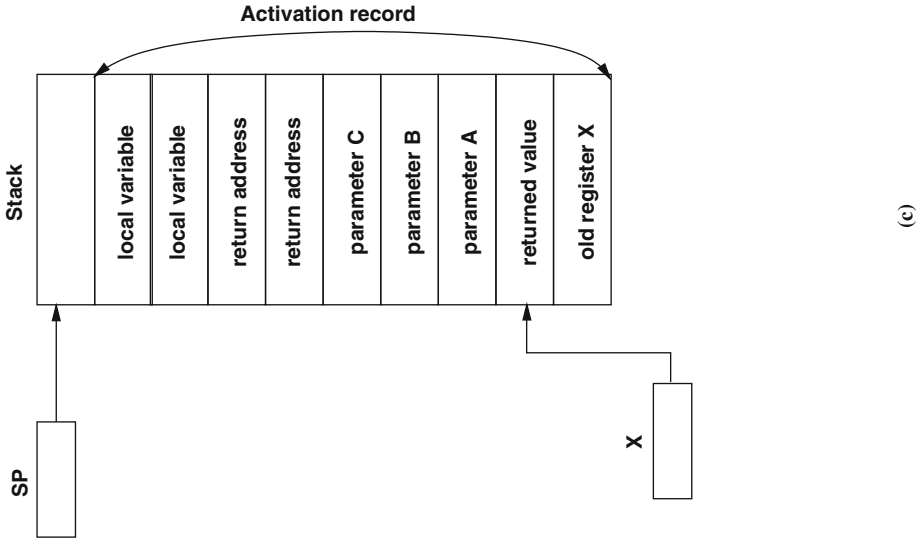 Activation record
Stack
local variable
local variable
return address
return address
parameter C
parameter B
parameter A
returned value
old register X
SP
X
(c)